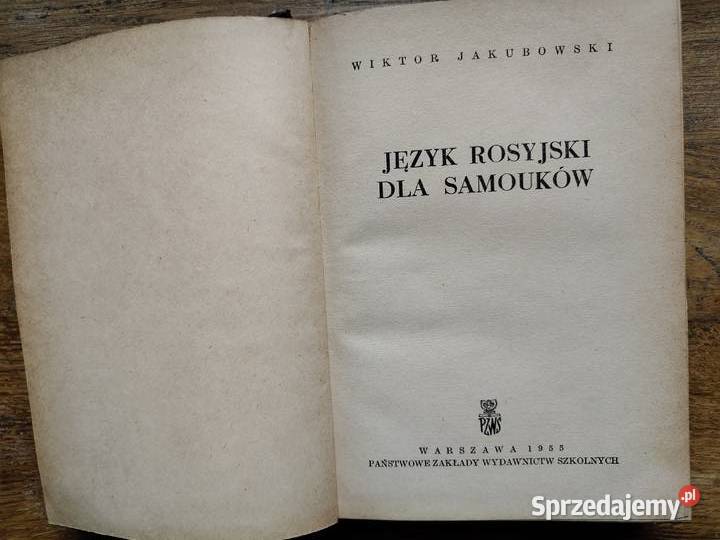 WIKTOR JAKUBOWSKI
JĘZYK ROSYJSKI
DLA SAMOUKÓW
PZWS
WARSZAWA 1955
PAŃSTWOWE ZAKŁADY WYDAWNICTW SZKOLNYCH
Sprzedajemy.pl